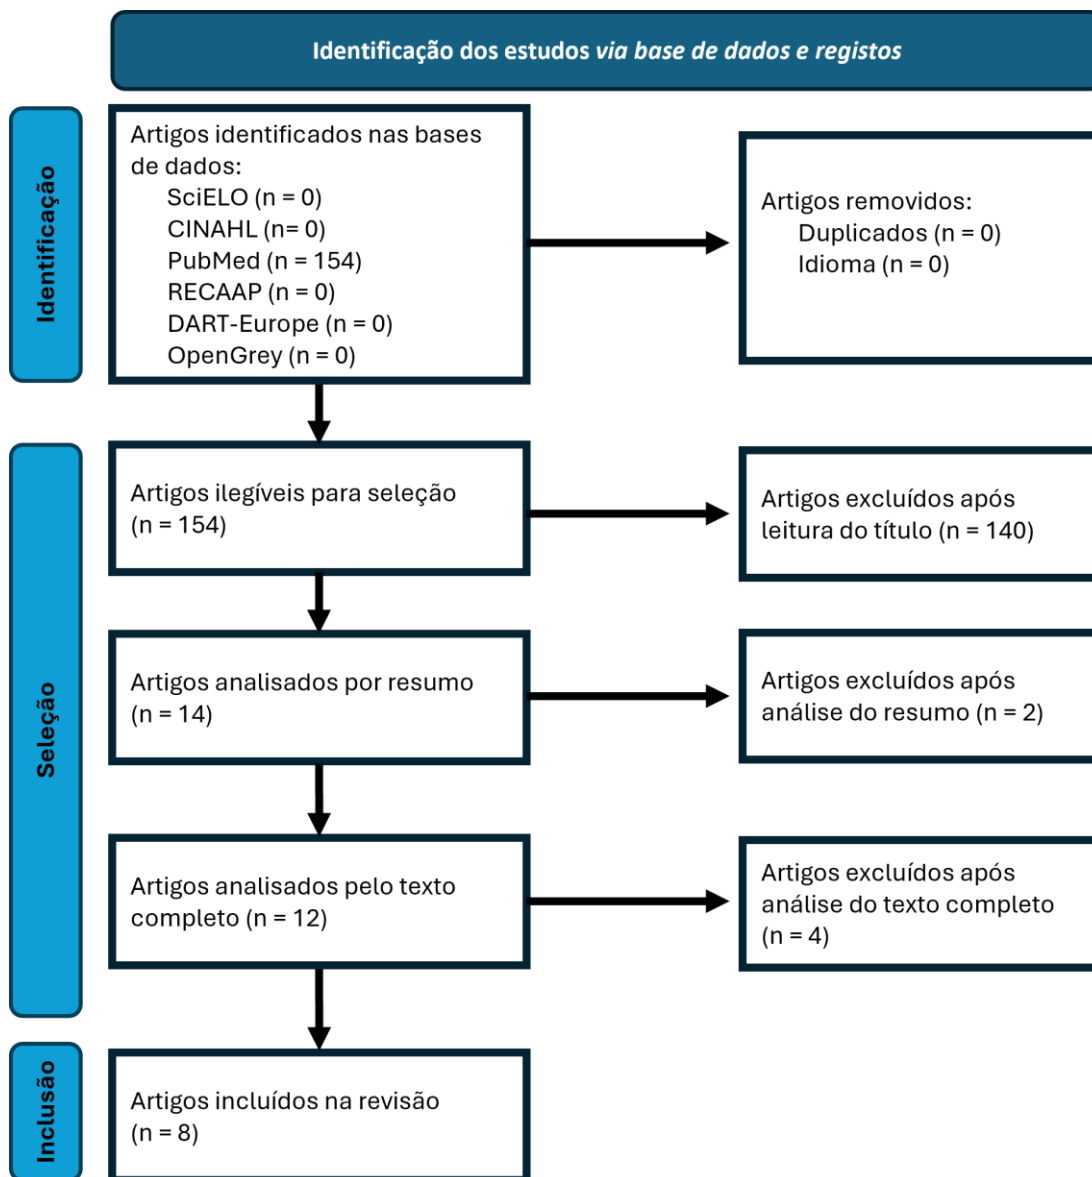 Identificação dos estudos via base de dados e registos
Identificação
Artigos identificados nas bases
de dados:
SciELO (n = 0)
CINAHL (n= 0)
PubMed (n = 154)
RECAAP (n = 0)
DART-Europe (n = 0)
OpenGrey (n = 0)
Artigos removidos:
Duplicados (n = 0)
Idioma (n = 0)
Seleção
Artigos ilegíveis para seleção
(n = 154)
Artigos excluídos após
leitura do título (n = 140)
Artigos analisados por resumo
(n = 14)
Artigos excluídos após
análise do resumo (n = 2)
Artigos analisados pelo texto
completo (n = 12)
Artigos excluídos após
análise do texto completo
(n = 4)
Inclusão
Artigos incluídos na revisão
(n = 8)